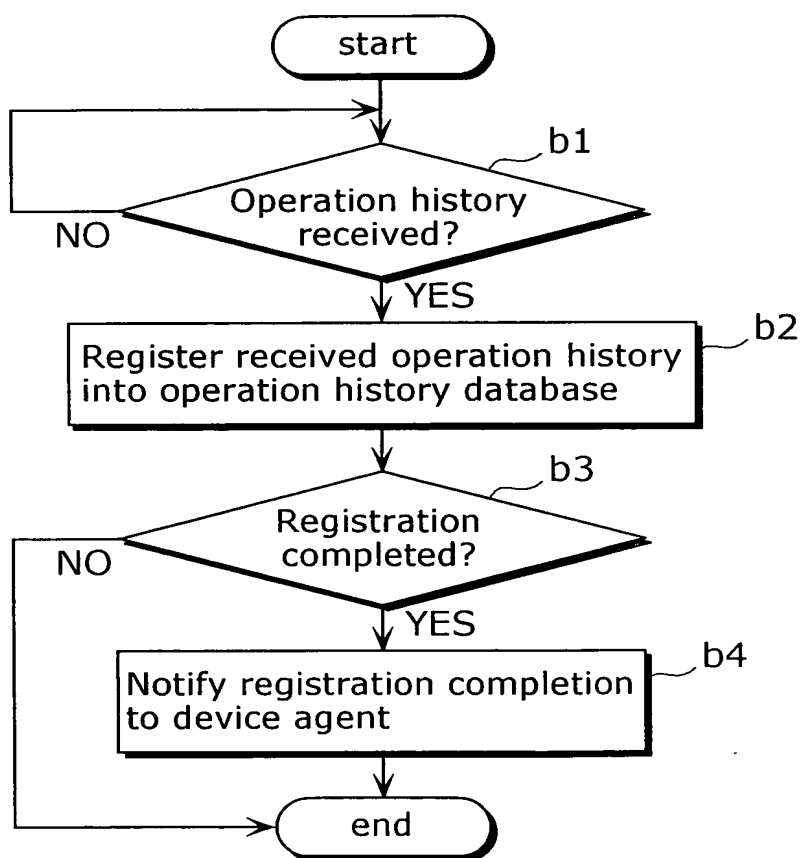 start
b1
Operation history
received?
NO
YES
b2
Register received operation history
into operation history database
b3
Registration
completed?
NO
YES
b4
Notify registration completion
to device agent
end